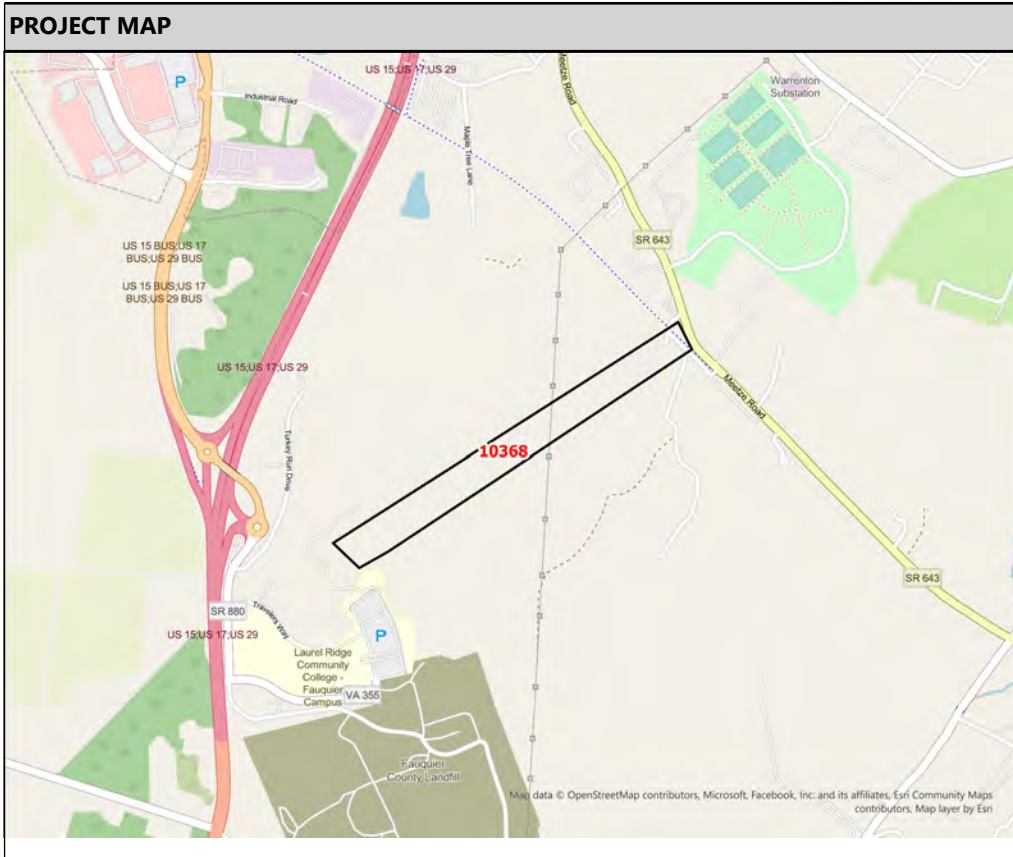 PROJECT MAP
US 15;US 17;US 29
Meetze Road
Warrenton
Substation
P
Industrial Road
Maple Tree Lane
SR 643
US 15 BUS;US 17
BUS;US 29 BUS
US 15 BUS;US 17
BUS;US 29 BUS
US 15;US 17;US 29
Meetze Road
Turkey Run Drive
10368
SR 643
SR 880
Travelers Way
US 15;US 17;US 29
P
Laurel Ridge
Community
College -
Fauquier
Campus
VA 355
Fauquier
County Landfill
Map data © OpenStreetMap contributors, Microsoft, Facebook, Inc. and its affiliates, Esri Community Maps
contributors, Map layer by Esri